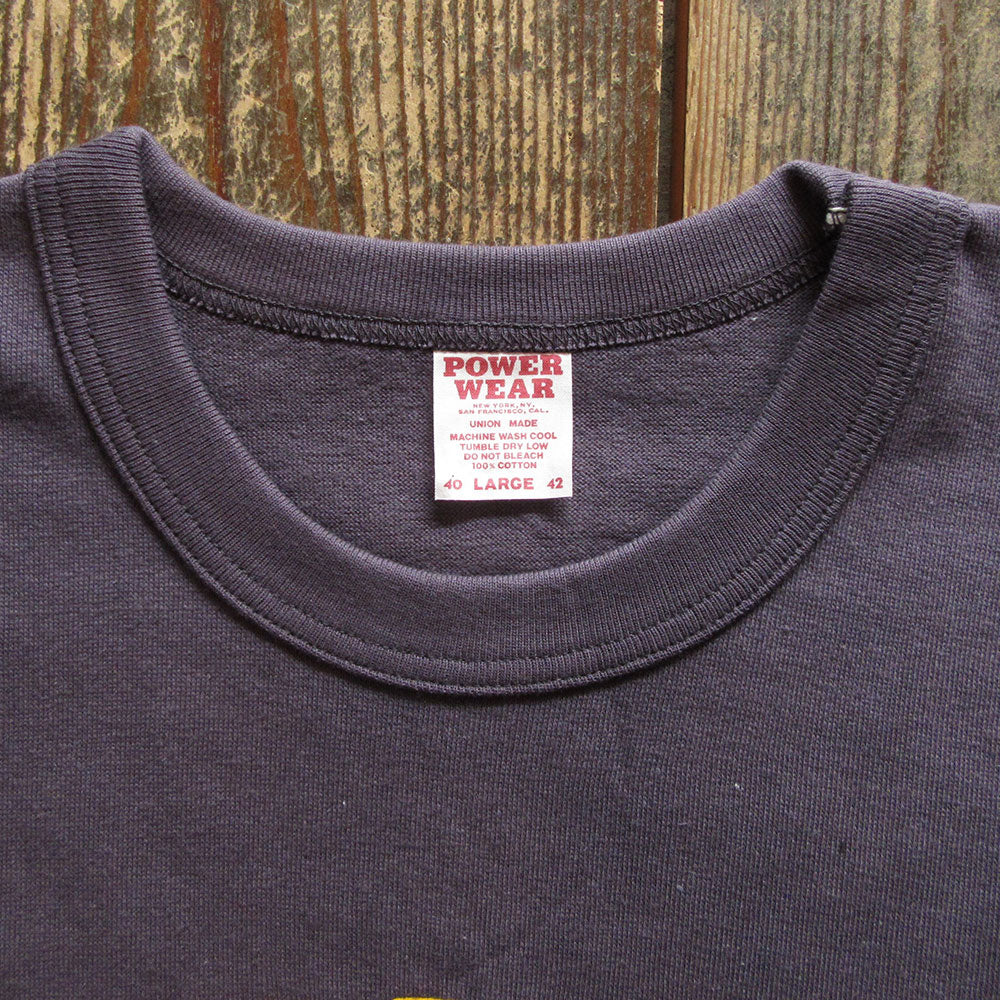 POWER
WEAR
NEW YORK, NY.
SAN FRANCISCO, CAL.
UNION MADE
MACHINE WASH COOL
TUMBLE DRY LOW
DO NOT BLEACH
100% COTTON
40 LARGE 42